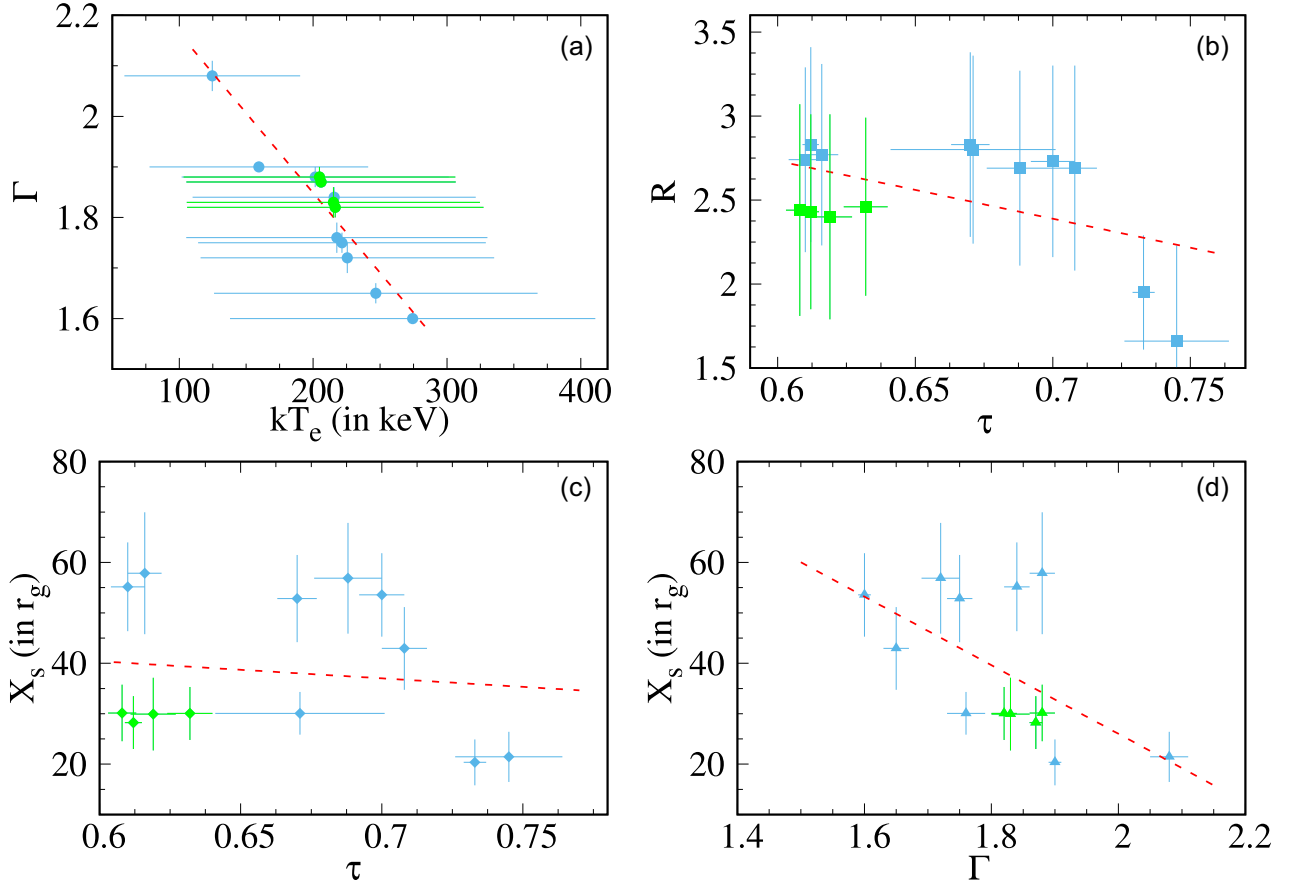 2.2
(a)
2
Γ
1.8
1.6
100 200 300 400
kTe (in keV)
3.5
(b)
3
R
2.5
2
1.5
0.6 0.65 0.7 0.75
τ
80
(c)
60
Xs (in rg)
40
20
0.6 0.65 0.7 0.75
τ
80
(d)
60
Xs (in rg)
40
20
1.4 1.6 1.8 2 2.2
Γ